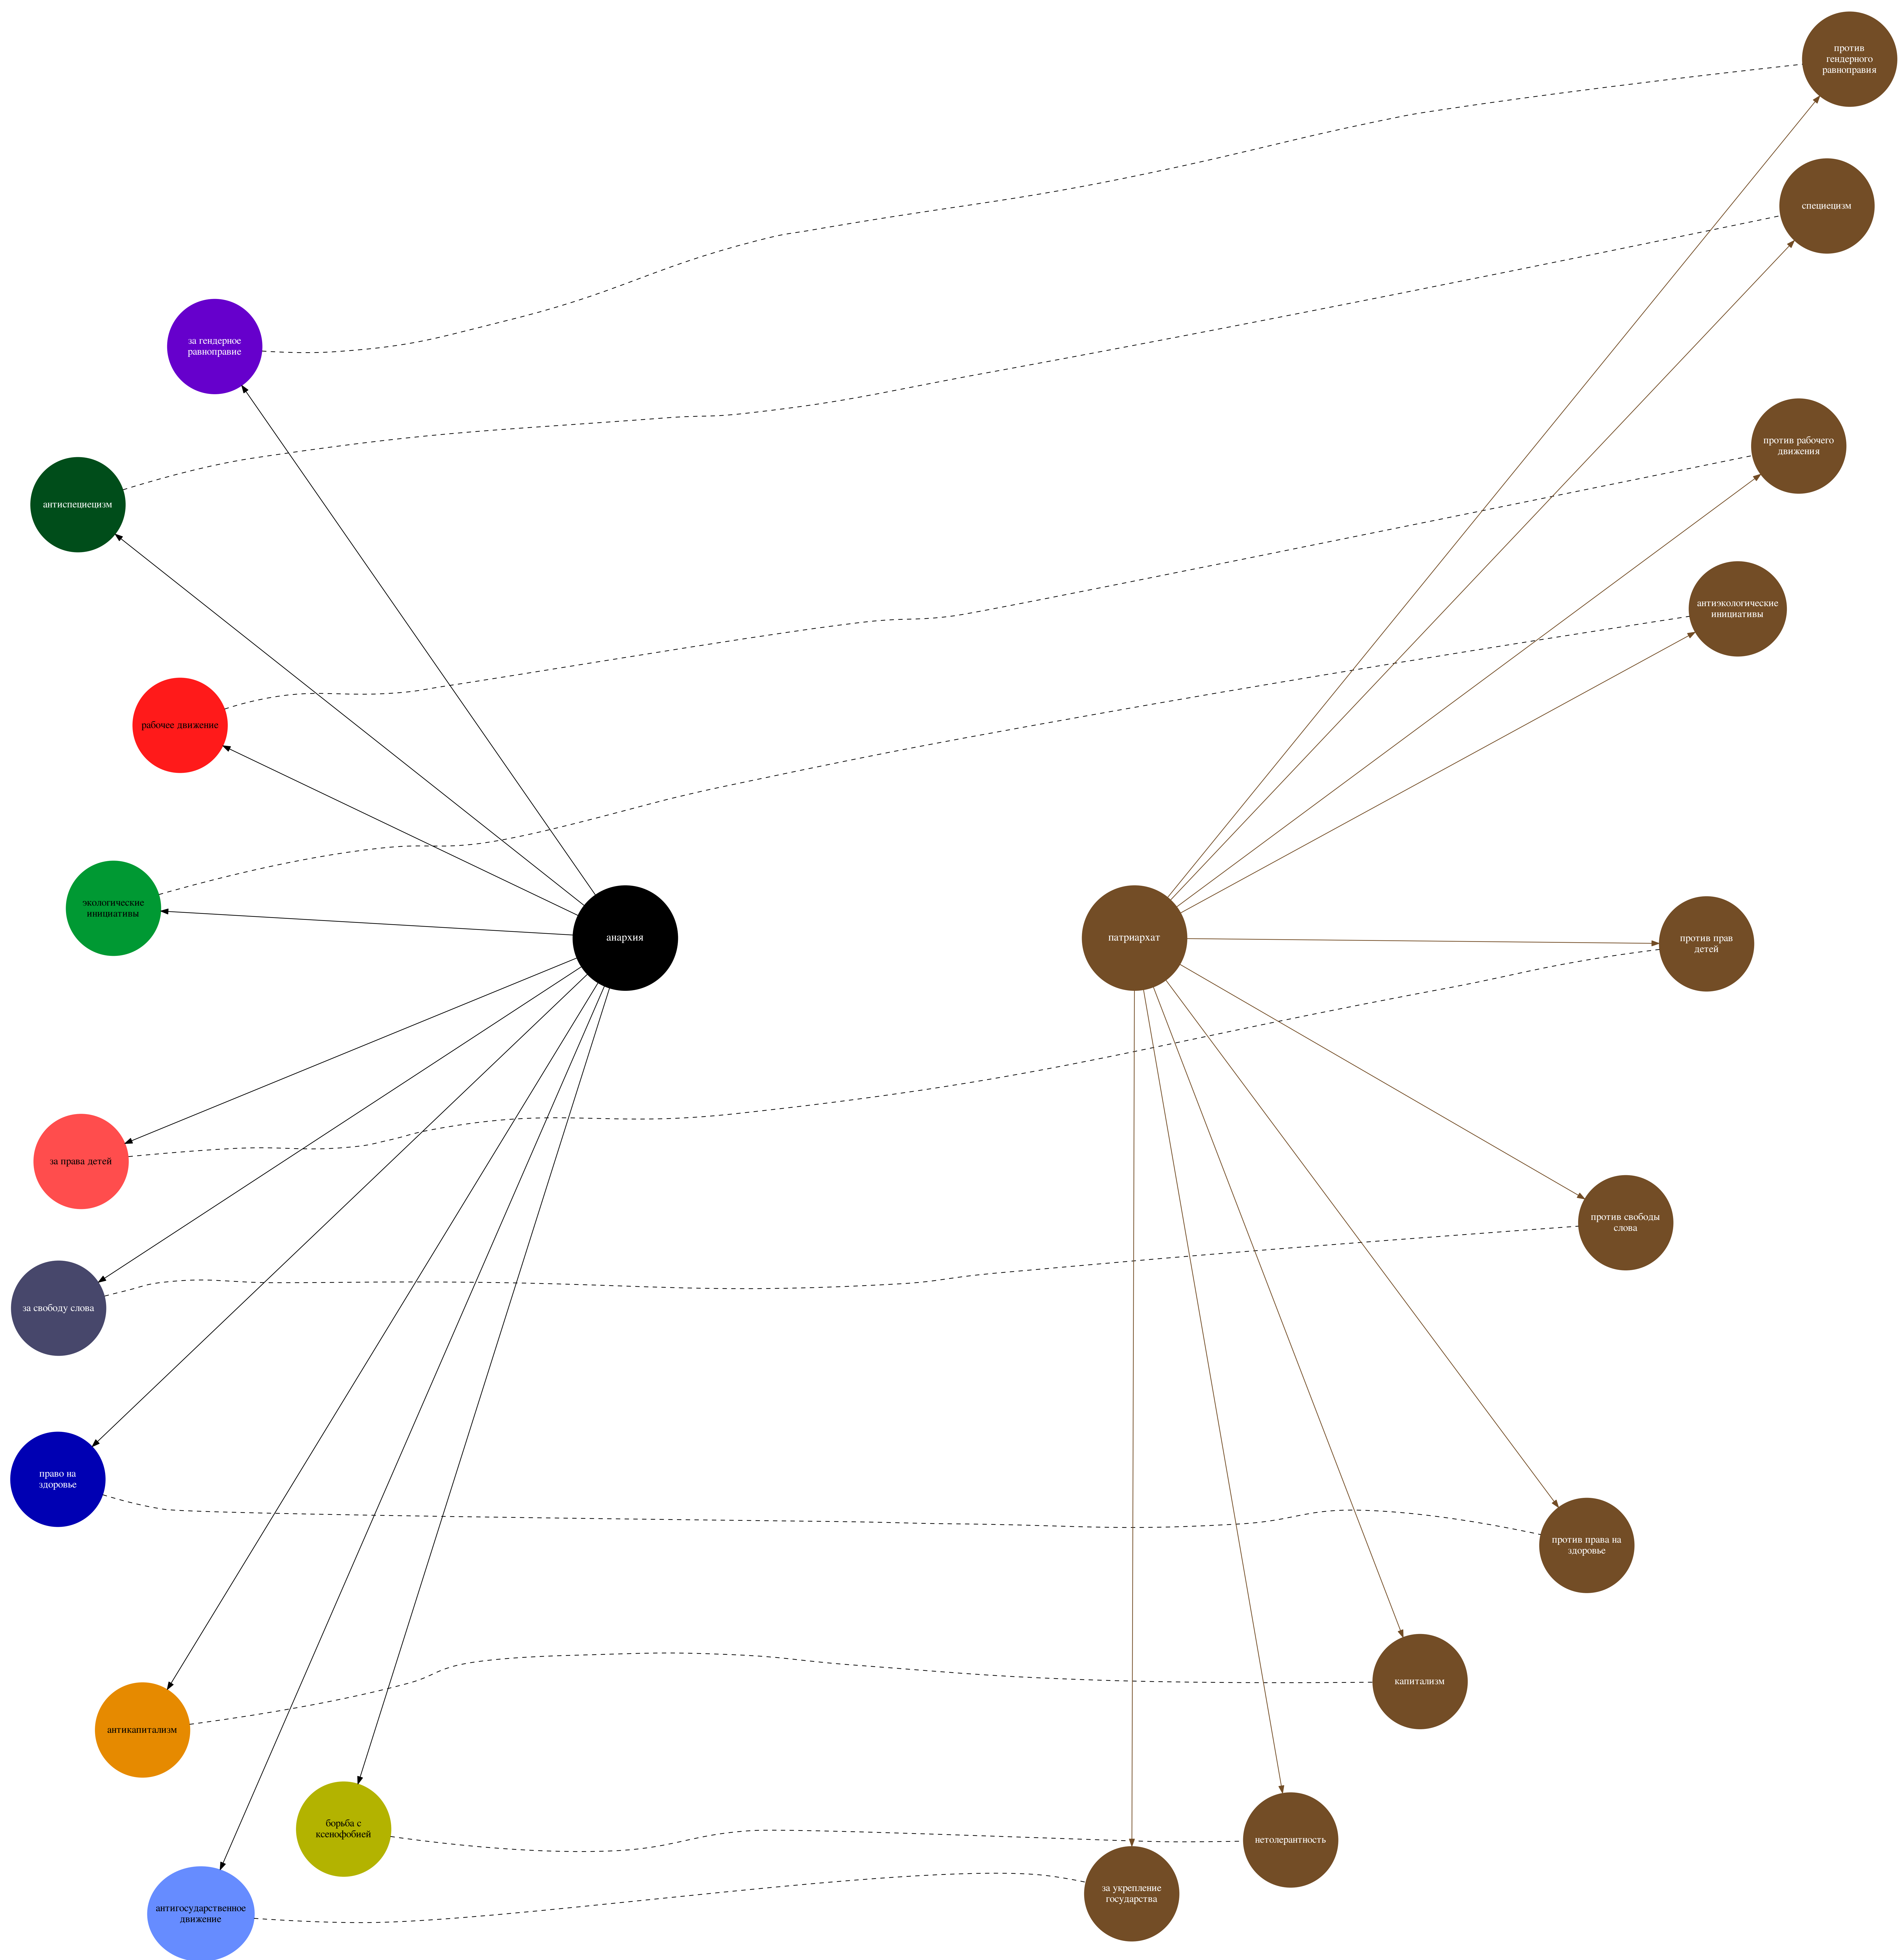 против
гендерного
равноправия
специецизм
за гендерное
равноправие
против рабочего
движения
антиспециецизм
антиэкологические
инициативы
рабочее движение
экологические
инициативы
анархия
патриархат
против прав
детей
за права детей
против свободы
слова
за свободу слова
право на
здоровье
против права на
здоровье
капитализм
антикапитализм
борьба с
ксенофобией
нетолерантность
за укрепление
государства
антигосударственное
движение